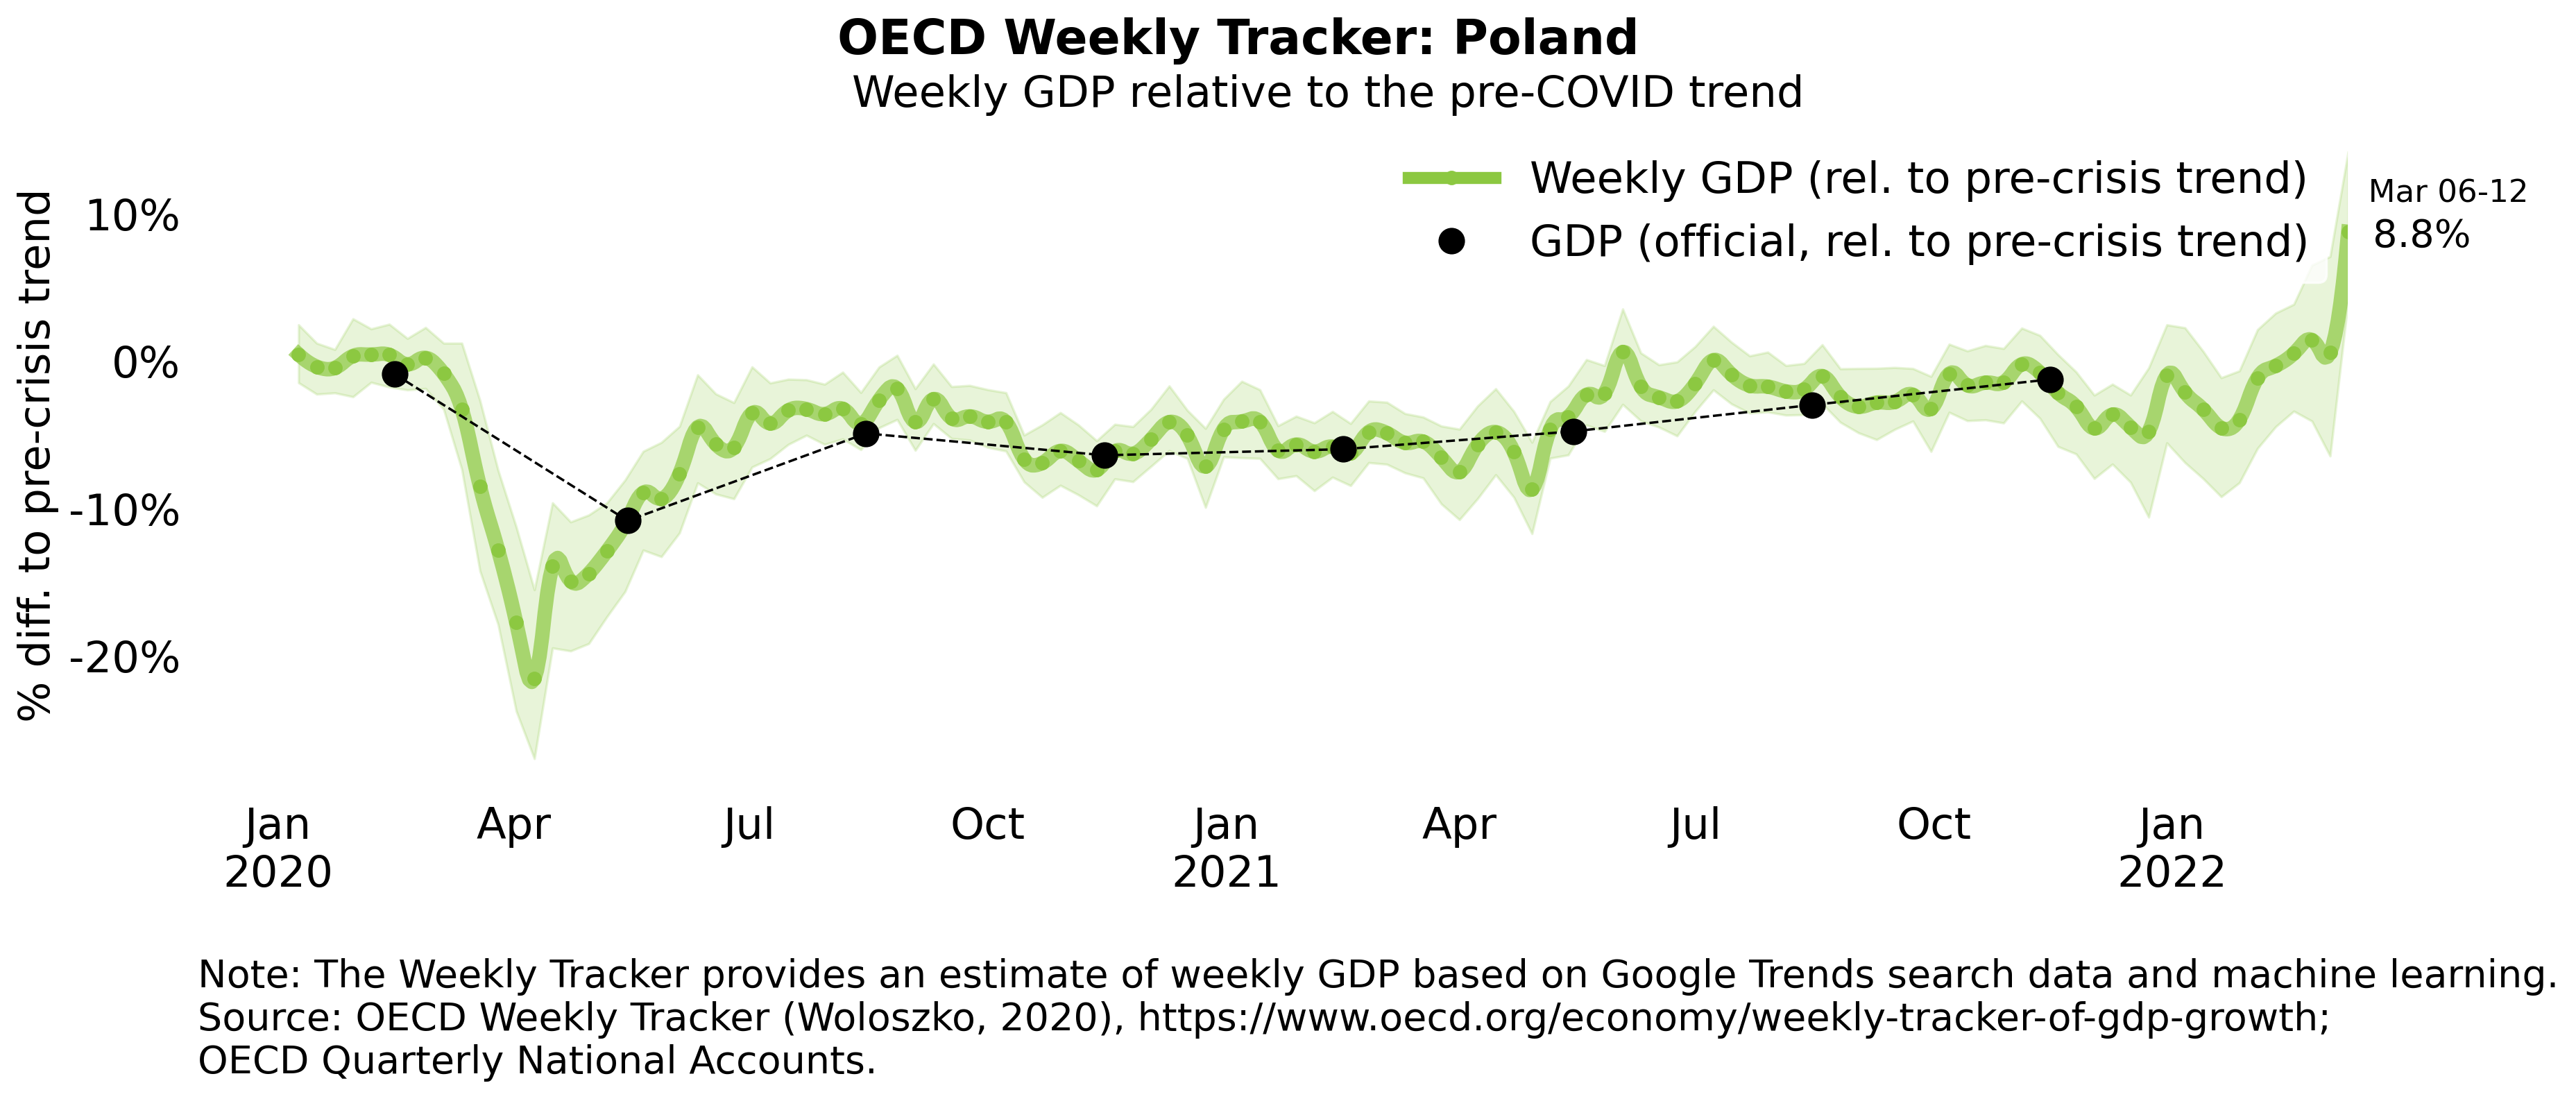 OECD Weekly Tracker: Poland
Weekly GDP relative to the pre-COVID trend
Weekly GDP (rel. to pre-crisis trend)
GDP (official, rel. to pre-crisis trend)
Mar 06-12
8.8%
% diff. to pre-crisis trend
10%
0%
-10%
-20%
Jan Apr Jul Oct Jan Apr Jul Oct Jan
2020 2021 2022
Note: The Weekly Tracker provides an estimate of weekly GDP based on Google Trends search data and machine learning.
Source: OECD Weekly Tracker (Woloszko, 2020), https://www.oecd.org/economy/weekly-tracker-of-gdp-growth;
OECD Quarterly National Accounts.